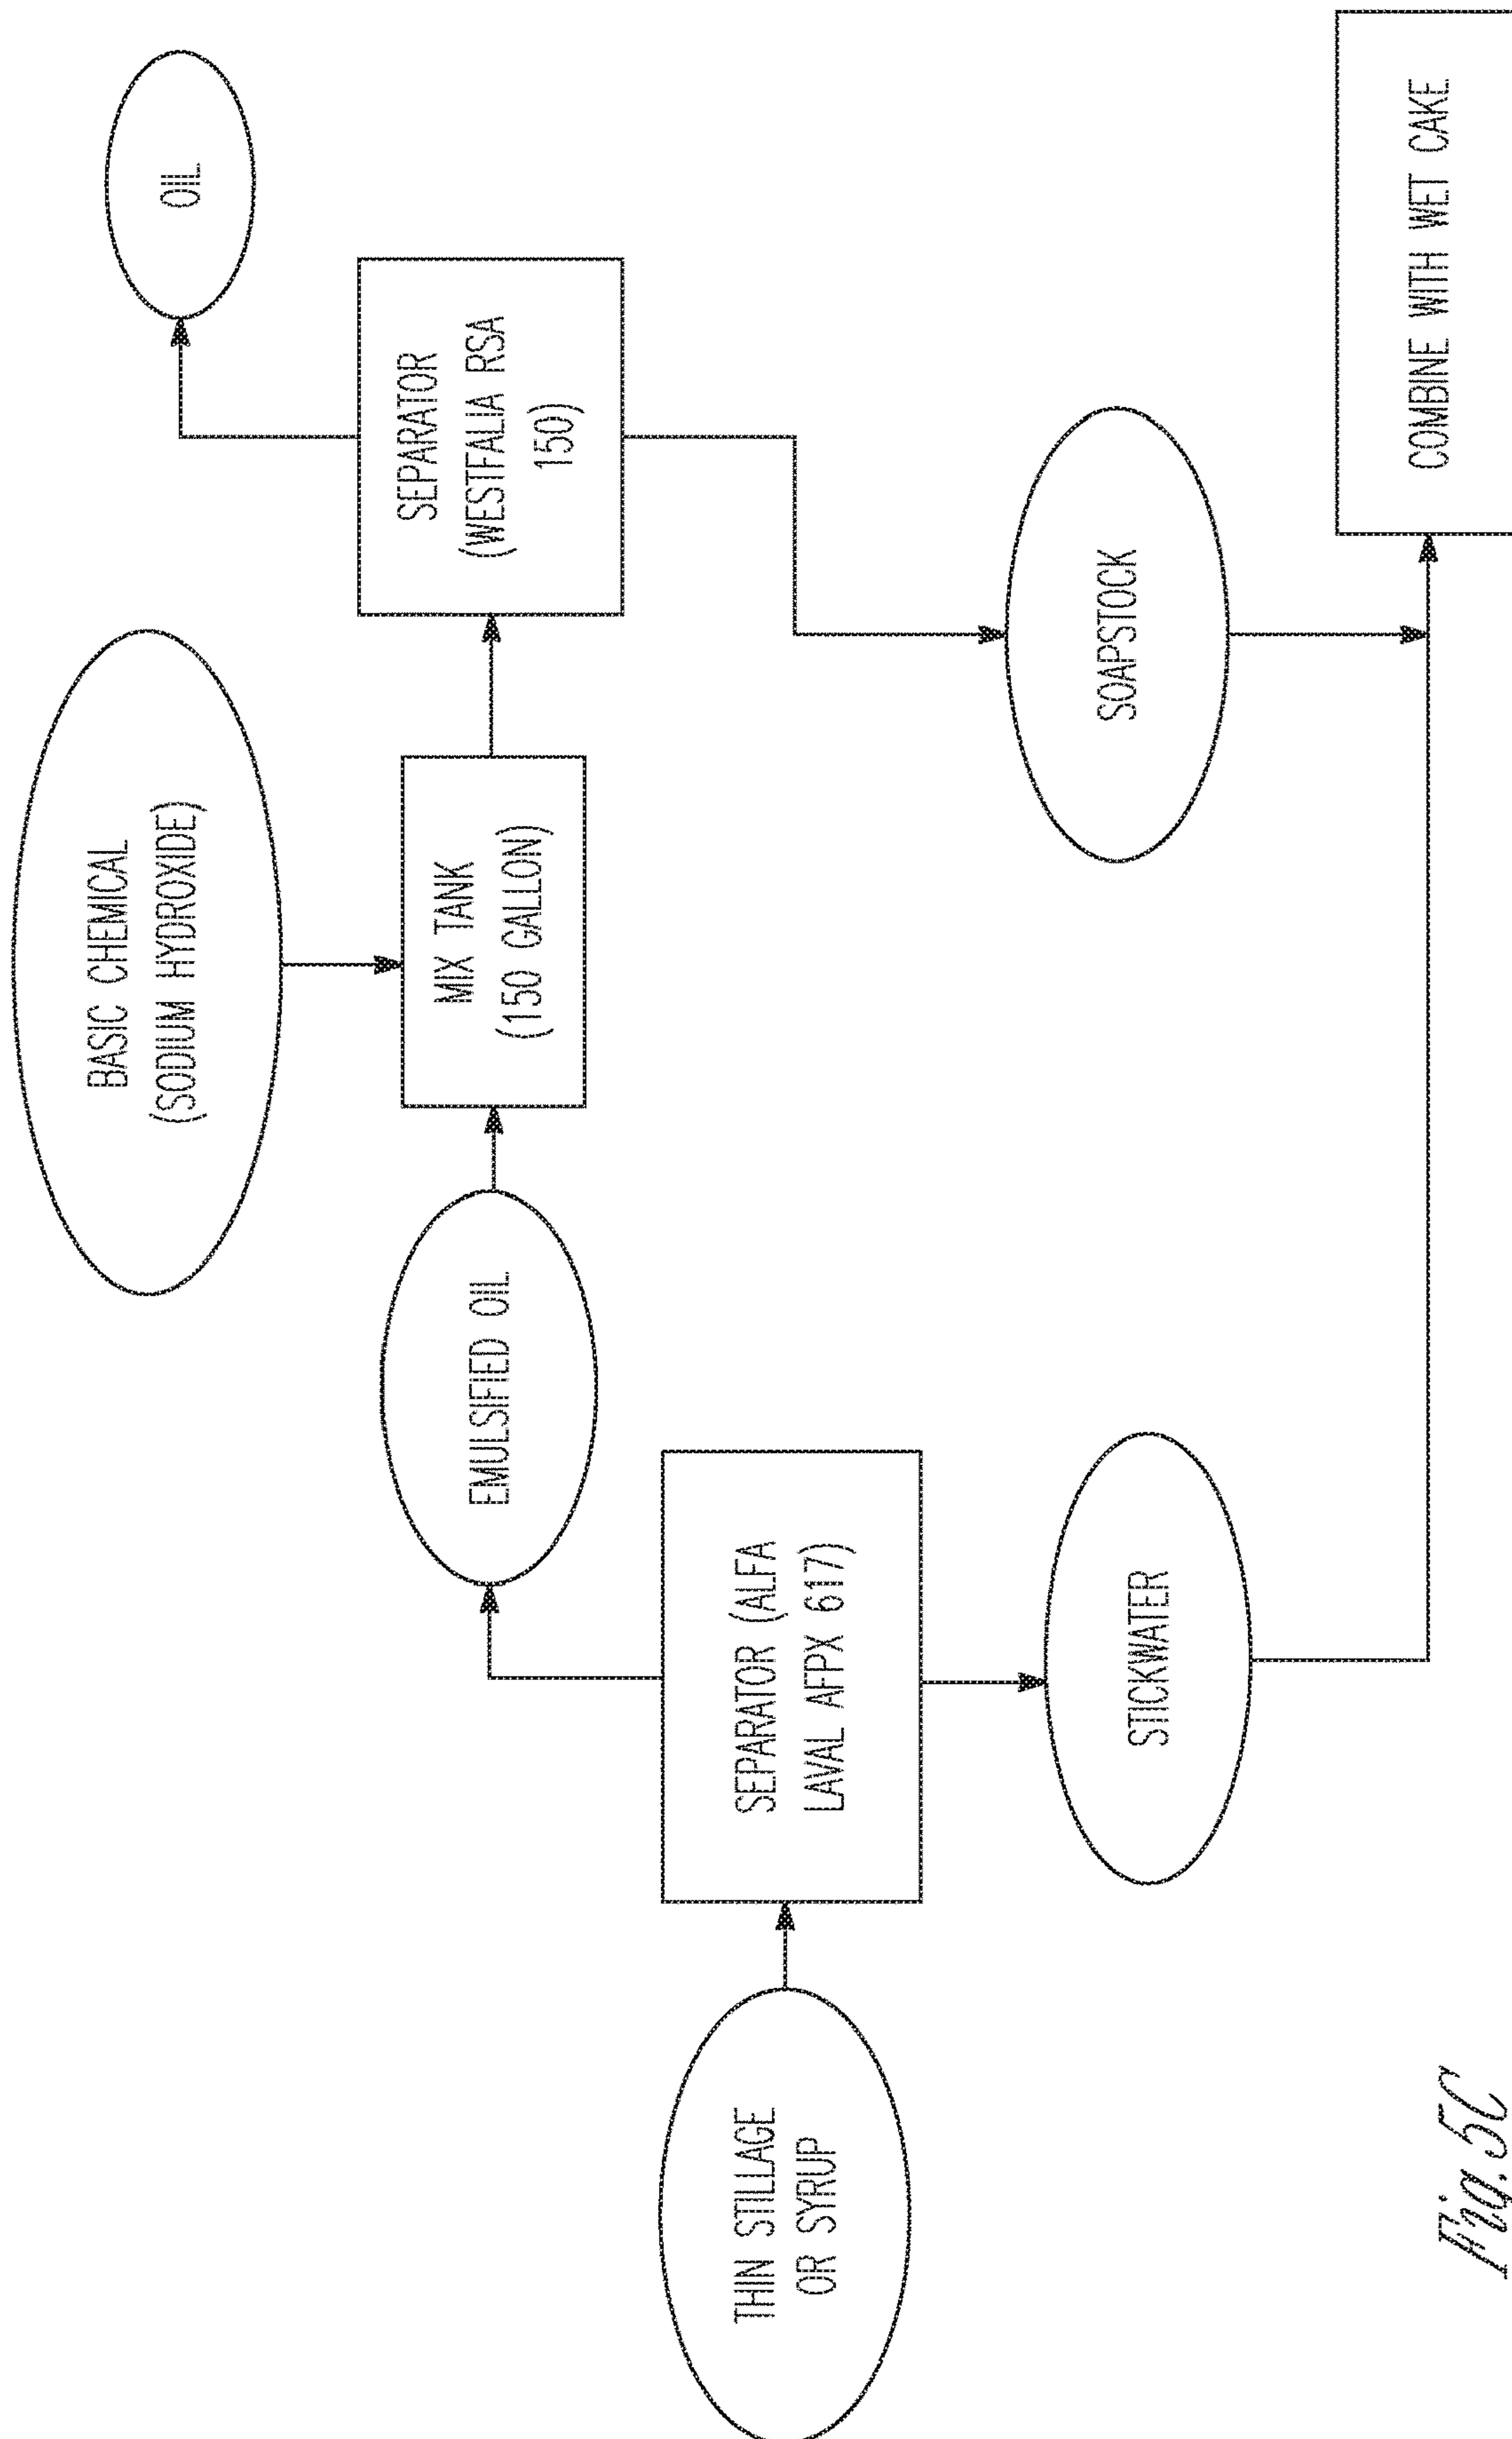 BASIC CHEMICAL
(SODIUM HYDROXIDE)
OIL
EMULSIFIED OIL
MIX TANK
(150 GALLON)
SEPARATOR
(WESTFALIA RSA
150)
THIN STILLAGE
OR SYRUP
SEPARATOR (ALFA
LAVAL AFPX 617)
STICKWATER
SOAPSTOCK
COMBINE WITH WET CAKE
Fig. 5C